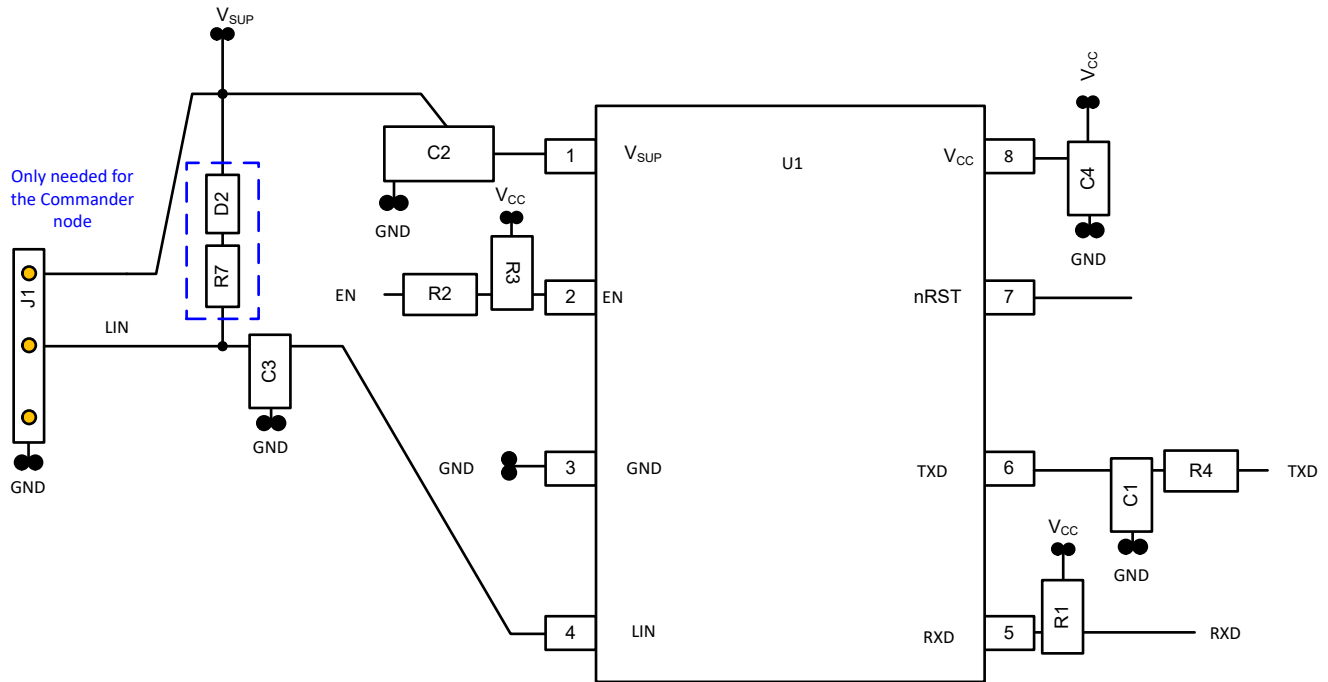 VSUP
Only needed for
the Commander
node
D2
R7
J1
LIN
C3
GND
GND
C2
GND
VCC
R3
EN
R2
GND
U1
1
VSUP
2
EN
3
GND
4
LIN
VCC
8
nRST
7
TXD
6
RXD
5
VCC
C4
GND
C1
R4
TXD
GND
VCC
R1
RXD